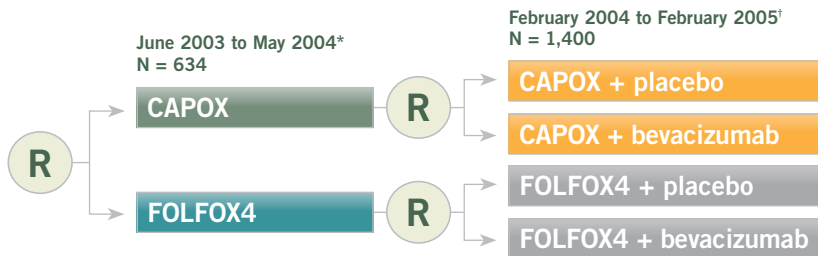 June 2003 to May 2004*
N = 634
February 2004 to February 2005†
N = 1,400
R
CAPOX
FOLFOX4
R
R
CAPOX + placebo
CAPOX + bevacizumab
FOLFOX4 + placebo
FOLFOX4 + bevacizumab